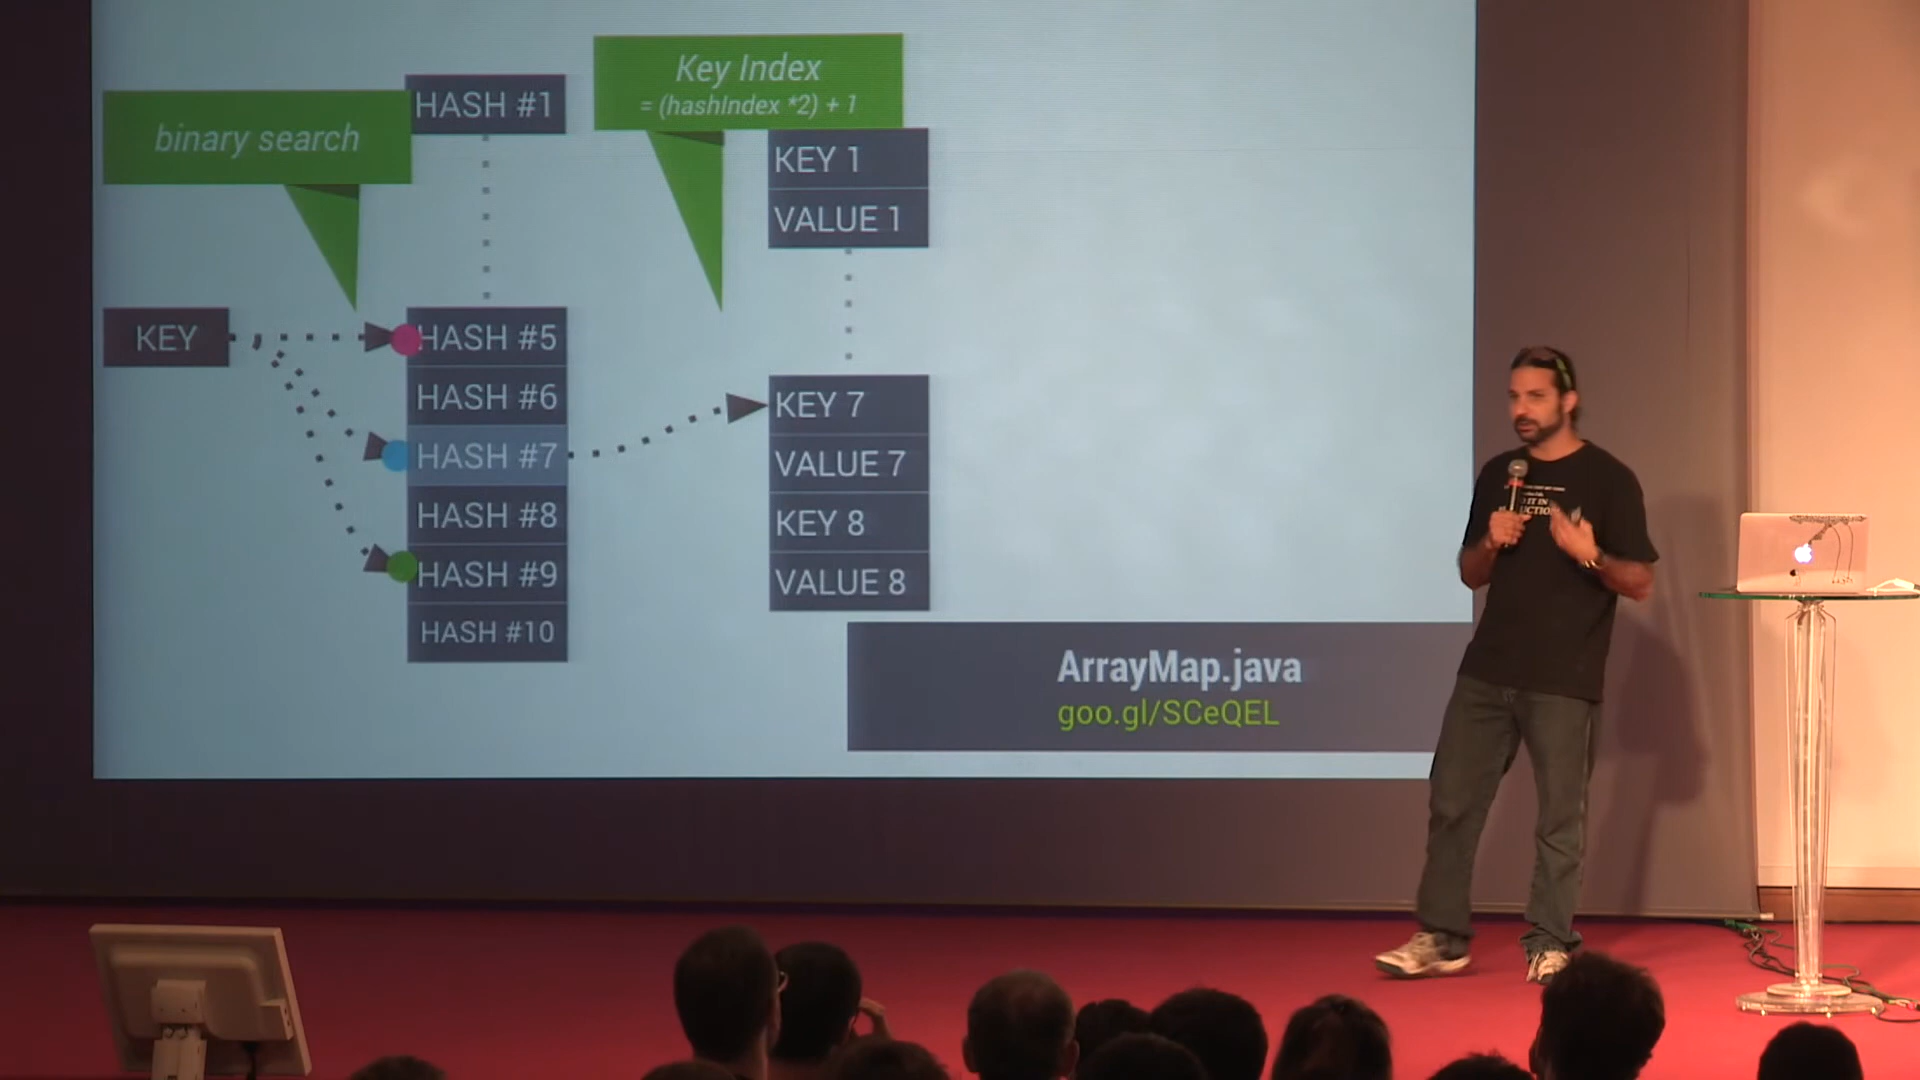 binary search
HASH #1
Key Index
= (hashIndex *2) + 1
KEY 1
VALUE 1
KEY
HASH #5
HASH #6
HASH #7
HASH #8
HASH #9
HASH #10
KEY 7
VALUE 7
KEY 8
VALUE 8
ArrayMap.java
goo.gl/SCeQEL
IT IN